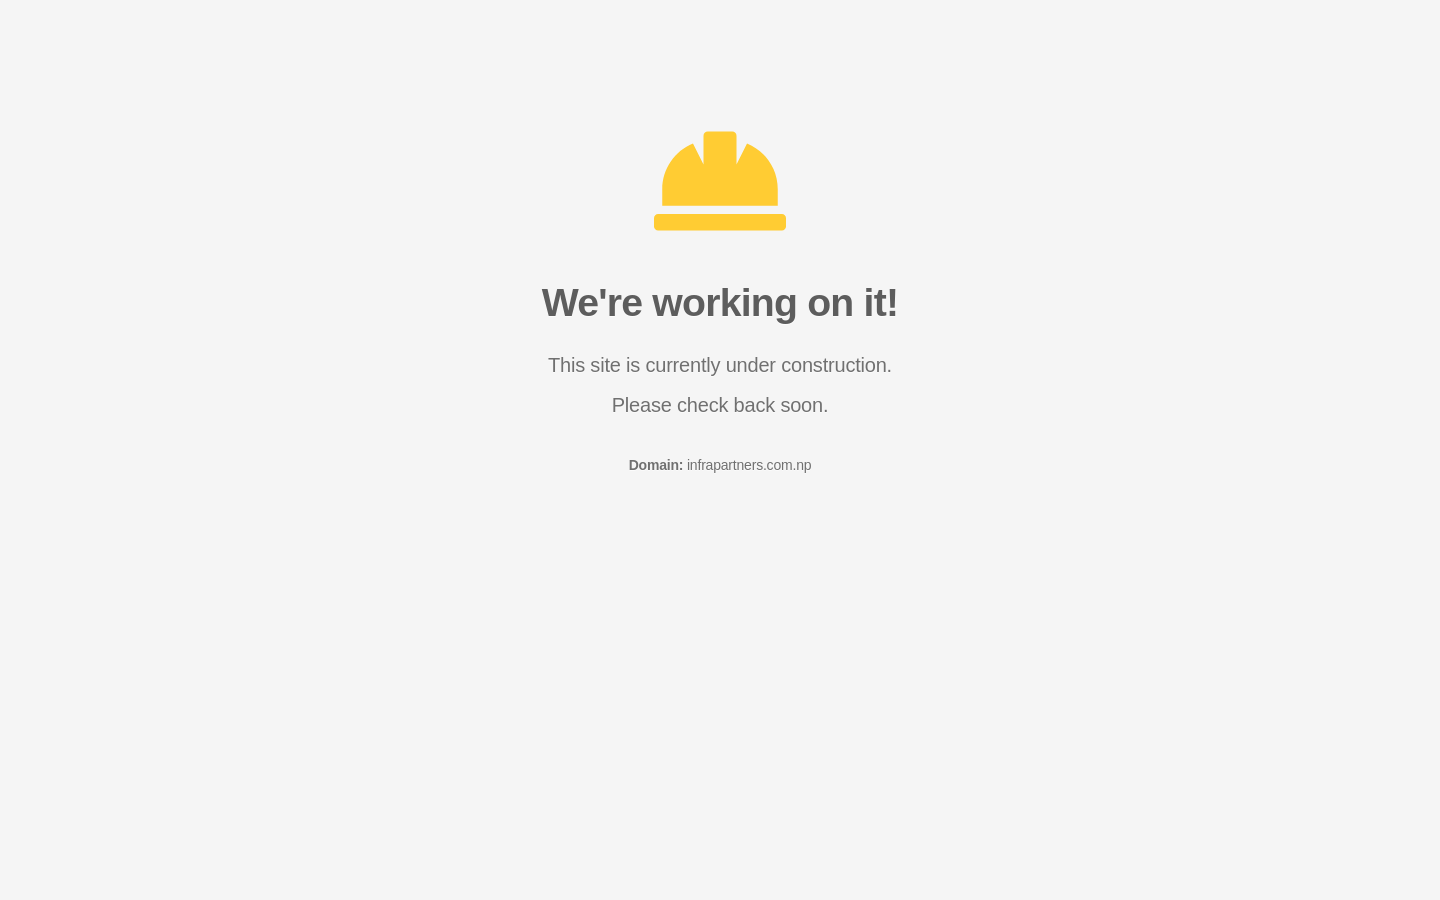 We're working on it!
This site is currently under construction.
Please check back soon.
Domain: infrapartners.com.np